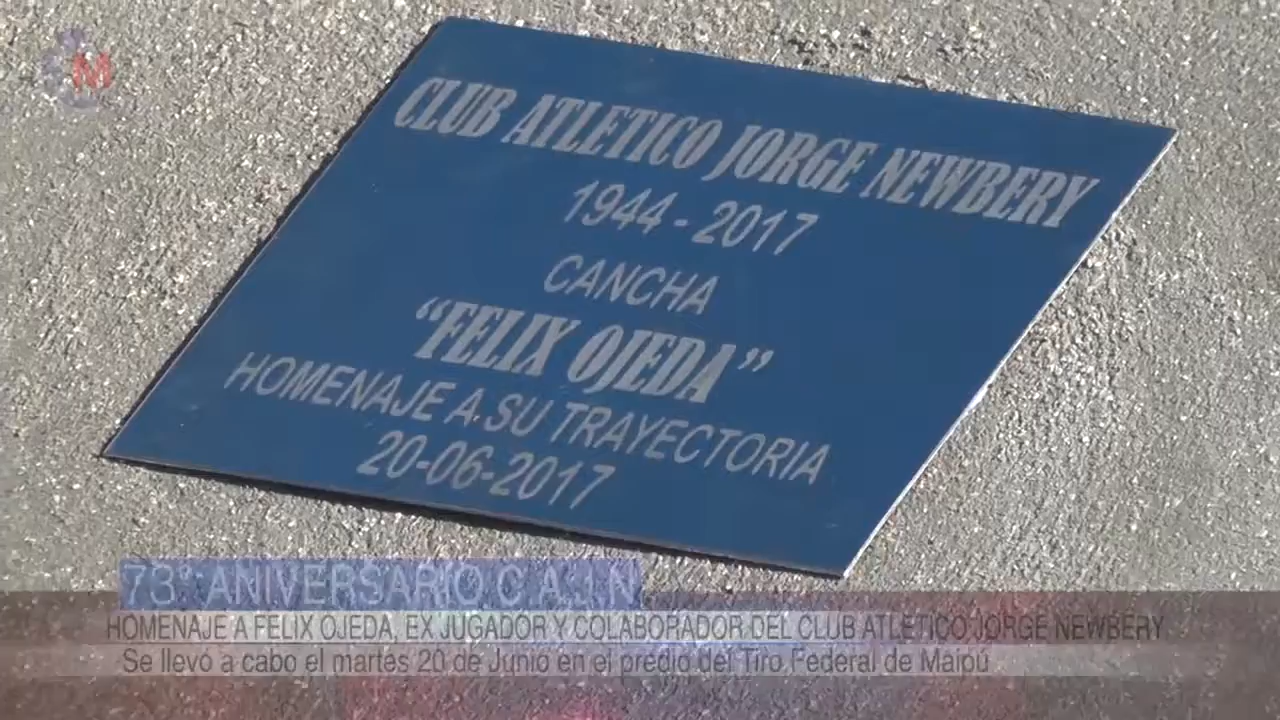 M
CLUB ATLETICO JORGE NEWBERY
1944 - 2017
CANCHA
“FELIX OJEDA”
HOMENAJE A SU TRAYECTORIA
20-06-2017
73° ANIVERSARIO C.A.J.N
HOMENAJE A FELIX OJEDA, EX JUGADOR Y COLABORADOR DEL CLUB ATLETICO JORGE NEWBERY
Se llevó a cabo el martes 20 de Junio en el predio del Tiro Federal de Maipú